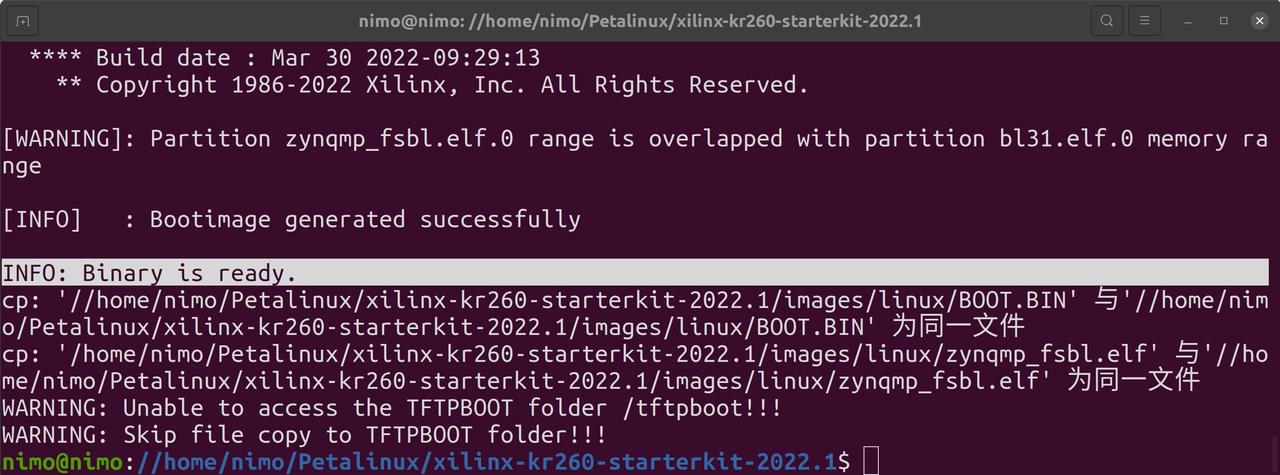 nimo@nimo: //home/nimo/Petalinux/xilinx-kr260-starterkit-2022.1
**** Build date : Mar 30 2022-09:29:13
** Copyright 1986-2022 Xilinx, Inc. All Rights Reserved.
[WARNING]: Partition zynqmp_fsbl.elf.0 range is overlapped with partition bl31.elf.0 memory ra
nge
[INFO]   : Bootimage generated successfully
INFO: Binary is ready.
cp: '//home/nimo/Petalinux/xilinx-kr260-starterkit-2022.1/images/linux/BOOT.BIN' 与'//home/nim
o/Petalinux/xilinx-kr260-starterkit-2022.1/images/linux/BOOT.BIN' 为同一文件
cp: '/home/nimo/Petalinux/xilinx-kr260-starterkit-2022.1/images/linux/zynqmp_fsbl.elf' 与'//ho
me/nimo/Petalinux/xilinx-kr260-starterkit-2022.1/images/linux/zynqmp_fsbl.elf' 为同一文件
WARNING: Unable to access the TFTPBOOT folder /tftpboot!!!
WARNING: Skip file copy to TFTPBOOT folder!!!
nimo@nimo://home/nimo/Petalinux/xilinx-kr260-starterkit-2022.1$